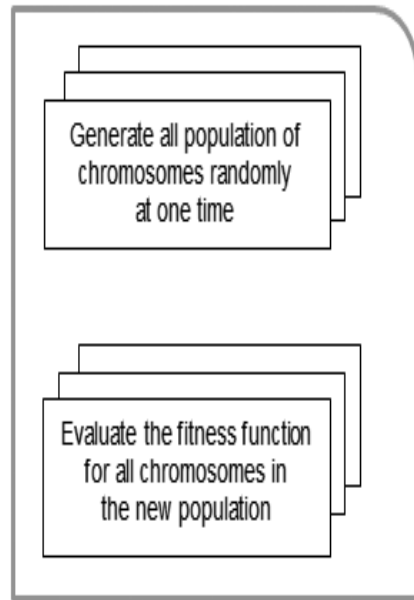 Generate all population of
chromosomes randomly
at one time
Evaluate the fitness function
for all chromosomes in
the new population